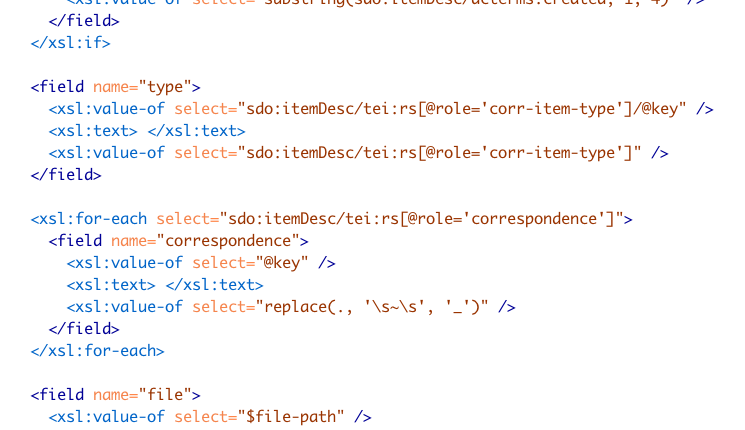 <xsl:value-of select="substring(sdo:itemDesc/dcterms:created, 1, 4)" />
</field>
</xsl:if>
<field name="type">
<xsl:value-of select="sdo:itemDesc/tei:rs[@role='corr-item-type']/@key" />
<xsl:text> </xsl:text>
<xsl:value-of select="sdo:itemDesc/tei:rs[@role='corr-item-type']" />
</field>
<xsl:for-each select="sdo:itemDesc/tei:rs[@role='correspondence']">
<field name="correspondence">
<xsl:value-of select="@key" />
<xsl:text> </xsl:text>
<xsl:value-of select="replace(., '\s~\s', '_')" />
</field>
</xsl:for-each>
<field name="file">
<xsl:value-of select="$file-path" />